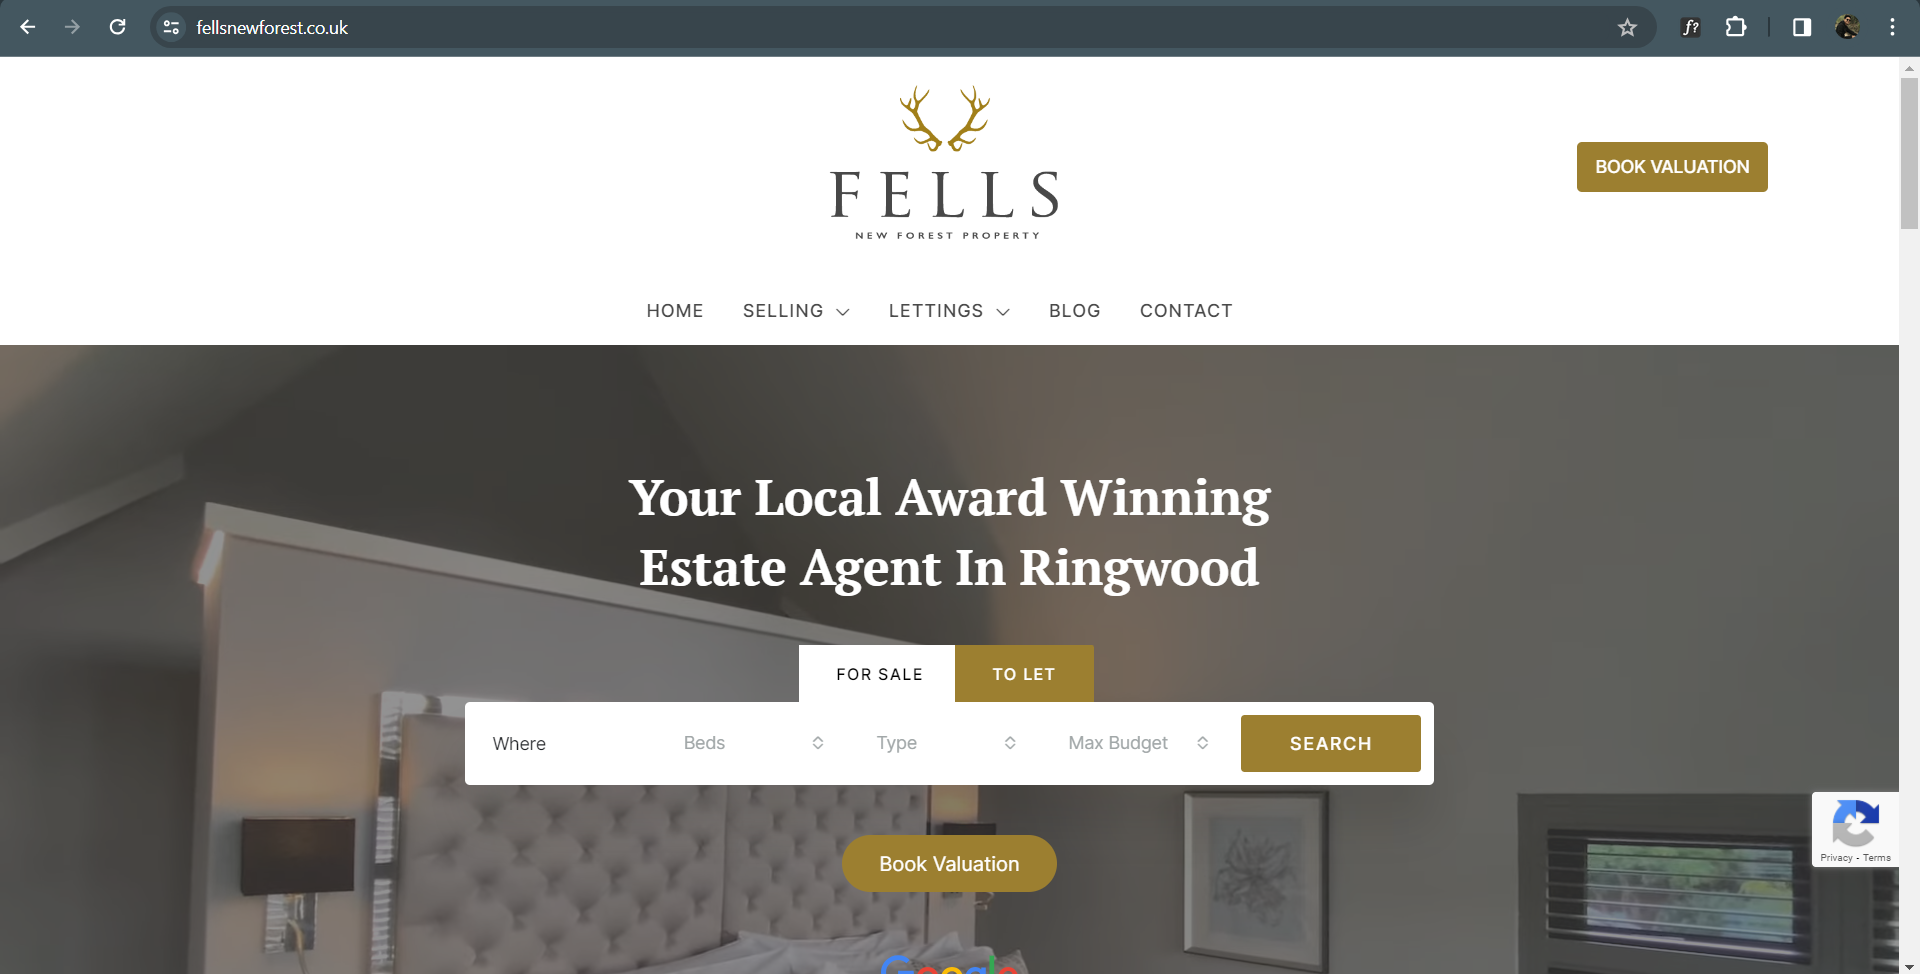 fellsnewforest.co.uk
f?
FELLS
NEW FOREST PROPERTY
BOOK VALUATION
HOME SELLING LETTINGS BLOG CONTACT
Your Local Award Winning
Estate Agent In Ringwood
FOR SALE TO LET
Where Beds Type Max Budget SEARCH
Privacy - Terms
Book Valuation
Google